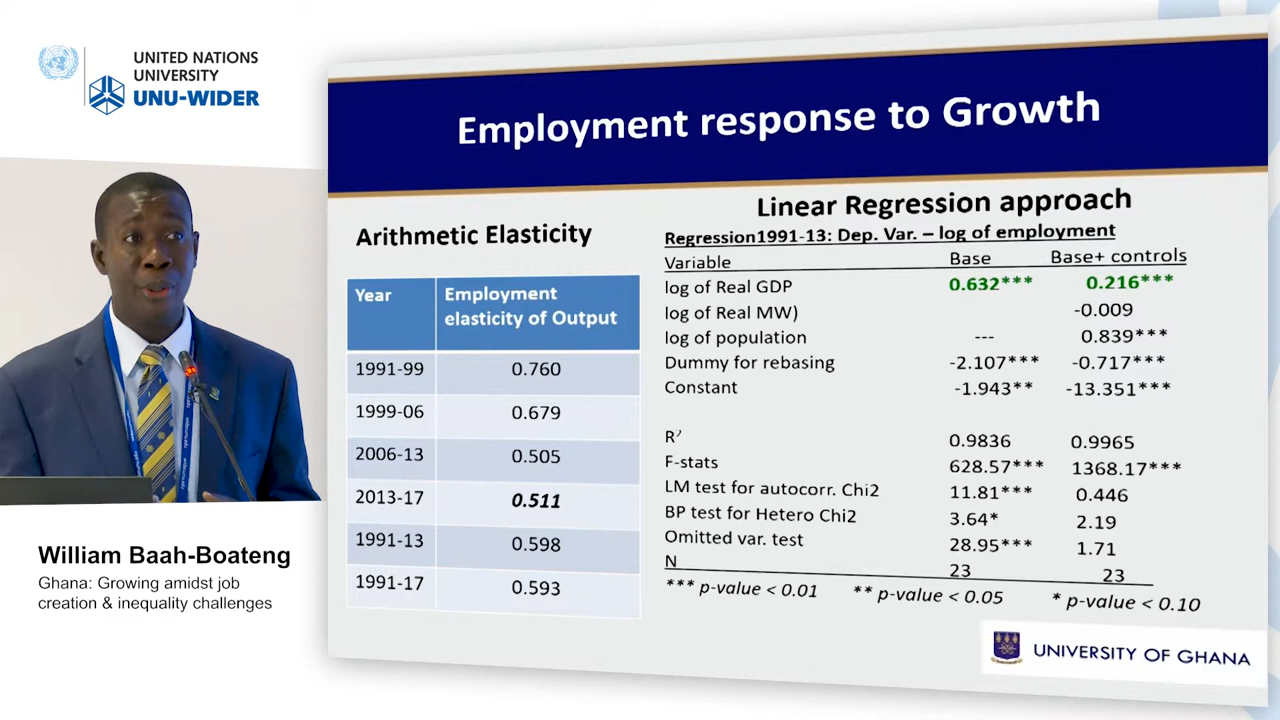 UNITED NATIONS
UNIVERSITY
UNU-WIDER
Employment response to Growth
Arithmetic Elasticity
Year Employment
elasticity of Output
1991-99 0.760
1999-06 0.679
2006-13 0.505
2013-17 0.511
1991-13 0.598
1991-17 0.593
Linear Regression approach
Regression1991-13: Dep. Var. – log of employment
Variable Base Base+ controls
log of Real GDP 0.632*** 0.216***
log of Real MW) -0.009
log of population --- 0.839***
Dummy for rebasing -2.107*** -0.717***
Constant -1.943** -13.351***
R² 0.9836 0.9965
F-stats 628.57*** 1368.17***
LM test for autocorr. Chi2 11.81*** 0.446
BP test for Hetero Chi2 3.64* 2.19
Omitted var. test 28.95*** 1.71
N 23 23
*** p-value < 0.01 ** p-value < 0.05 * p-value < 0.10
UNIVERSITY OF GHANA
William Baah-Boateng
Ghana: Growing amidst job
creation & inequality challenges